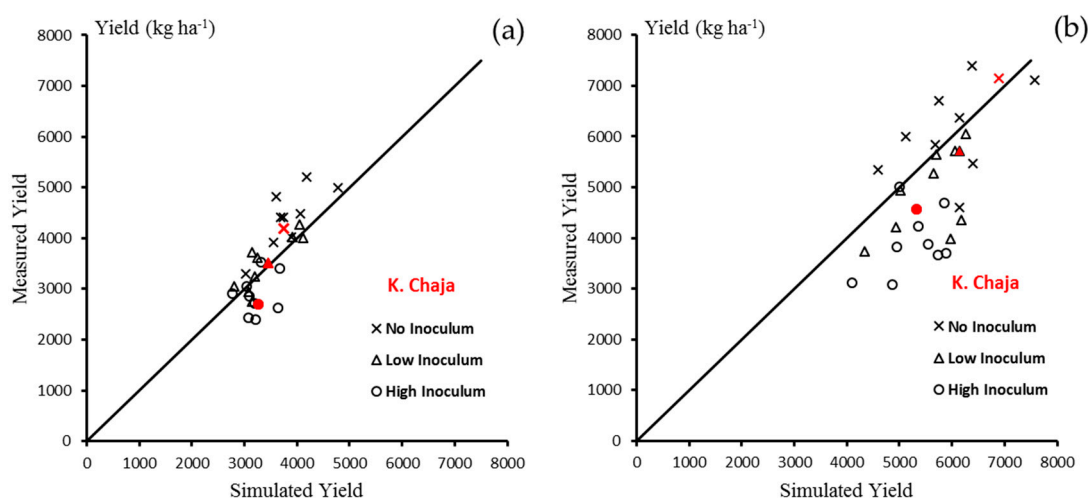 Yield (kg ha-1)
(a)
8000
7000
6000
5000
4000
3000
2000
1000
0
Measured Yield
K. Chaja
No Inoculum
Low Inoculum
High Inoculum
0 1000 2000 3000 4000 5000 6000 7000 8000
Simulated Yield
Yield (kg ha-1)
(b)
8000
7000
6000
5000
4000
3000
2000
1000
0
Measured Yield
K. Chaja
No Inoculum
Low Inoculum
High Inoculum
0 1000 2000 3000 4000 5000 6000 7000 8000
Simulated Yield